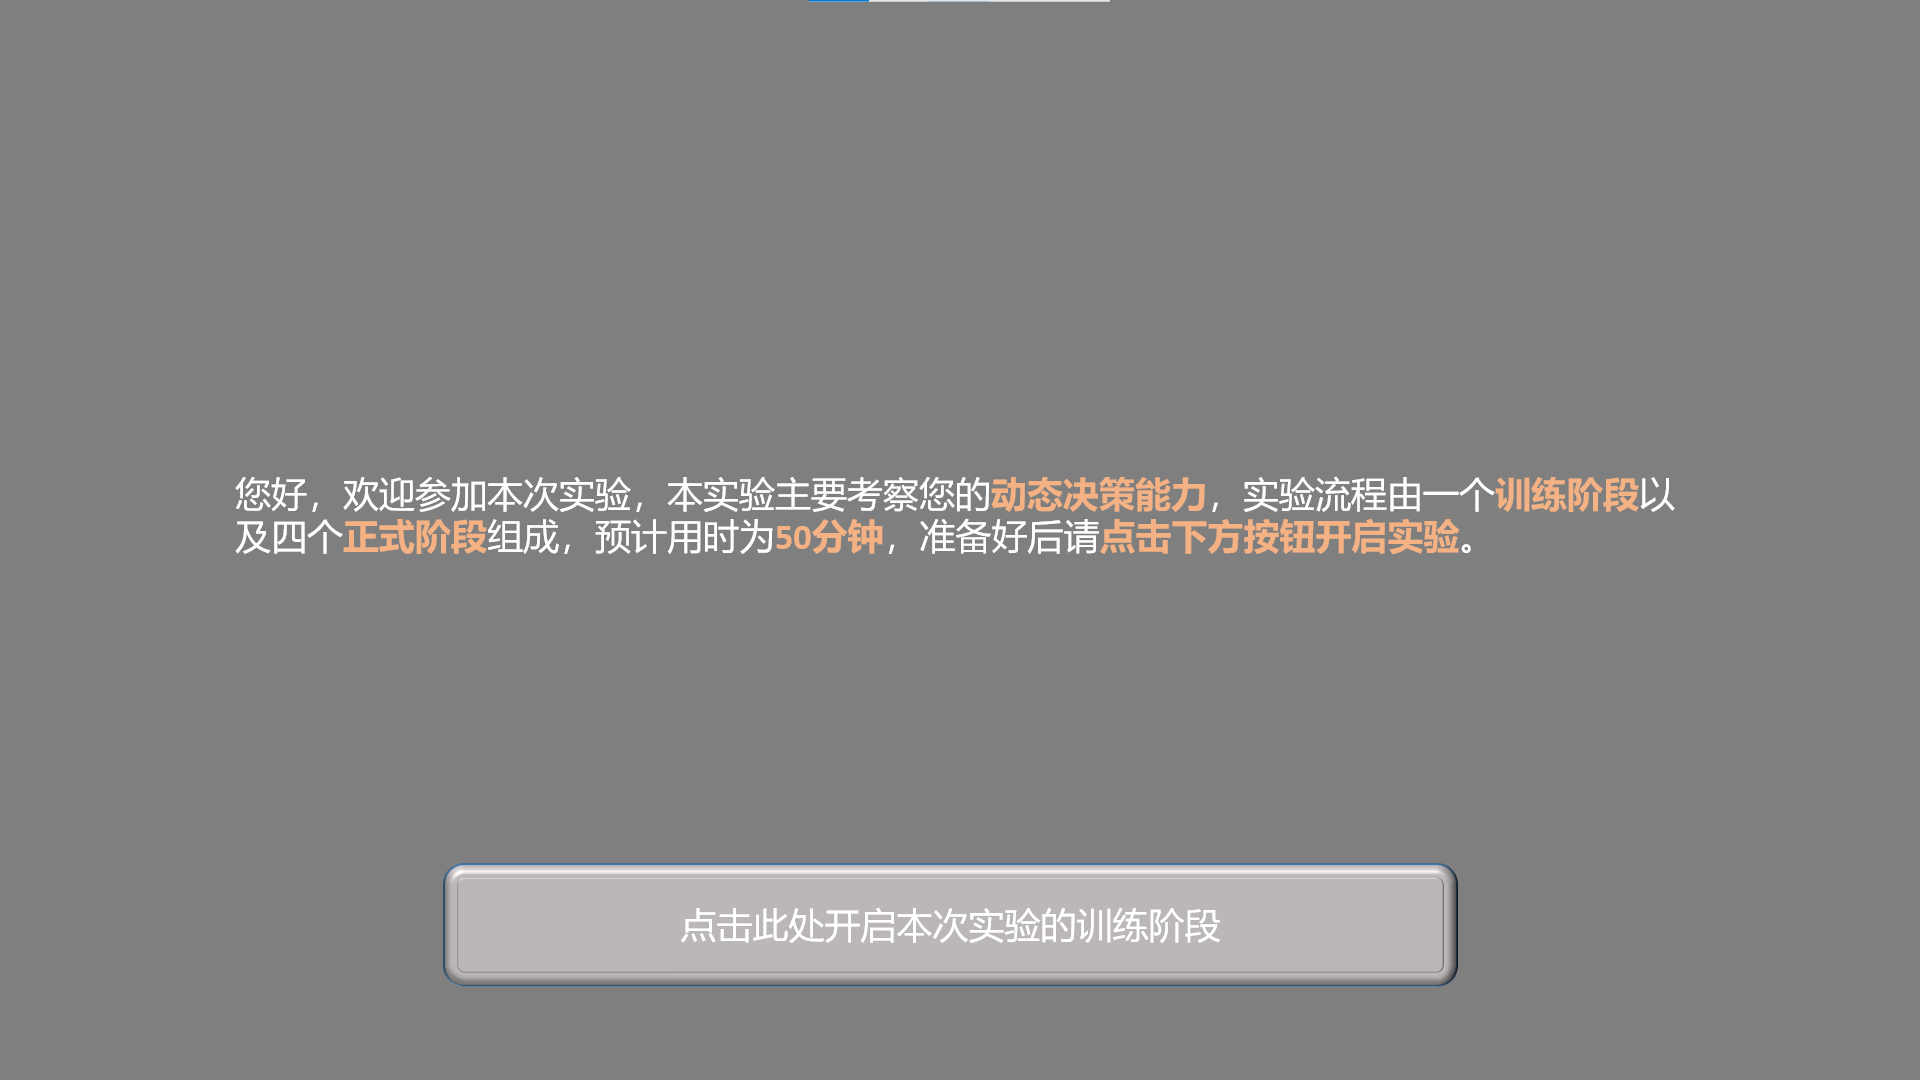 您好，欢迎参加本次实验，本实验主要考察您的动态决策能力，实验流程由一个训练阶段以
及四个正式阶段组成，预计用时为50分钟，准备好后请点击下方按钮开启实验。
点击此处开启本次实验的训练阶段